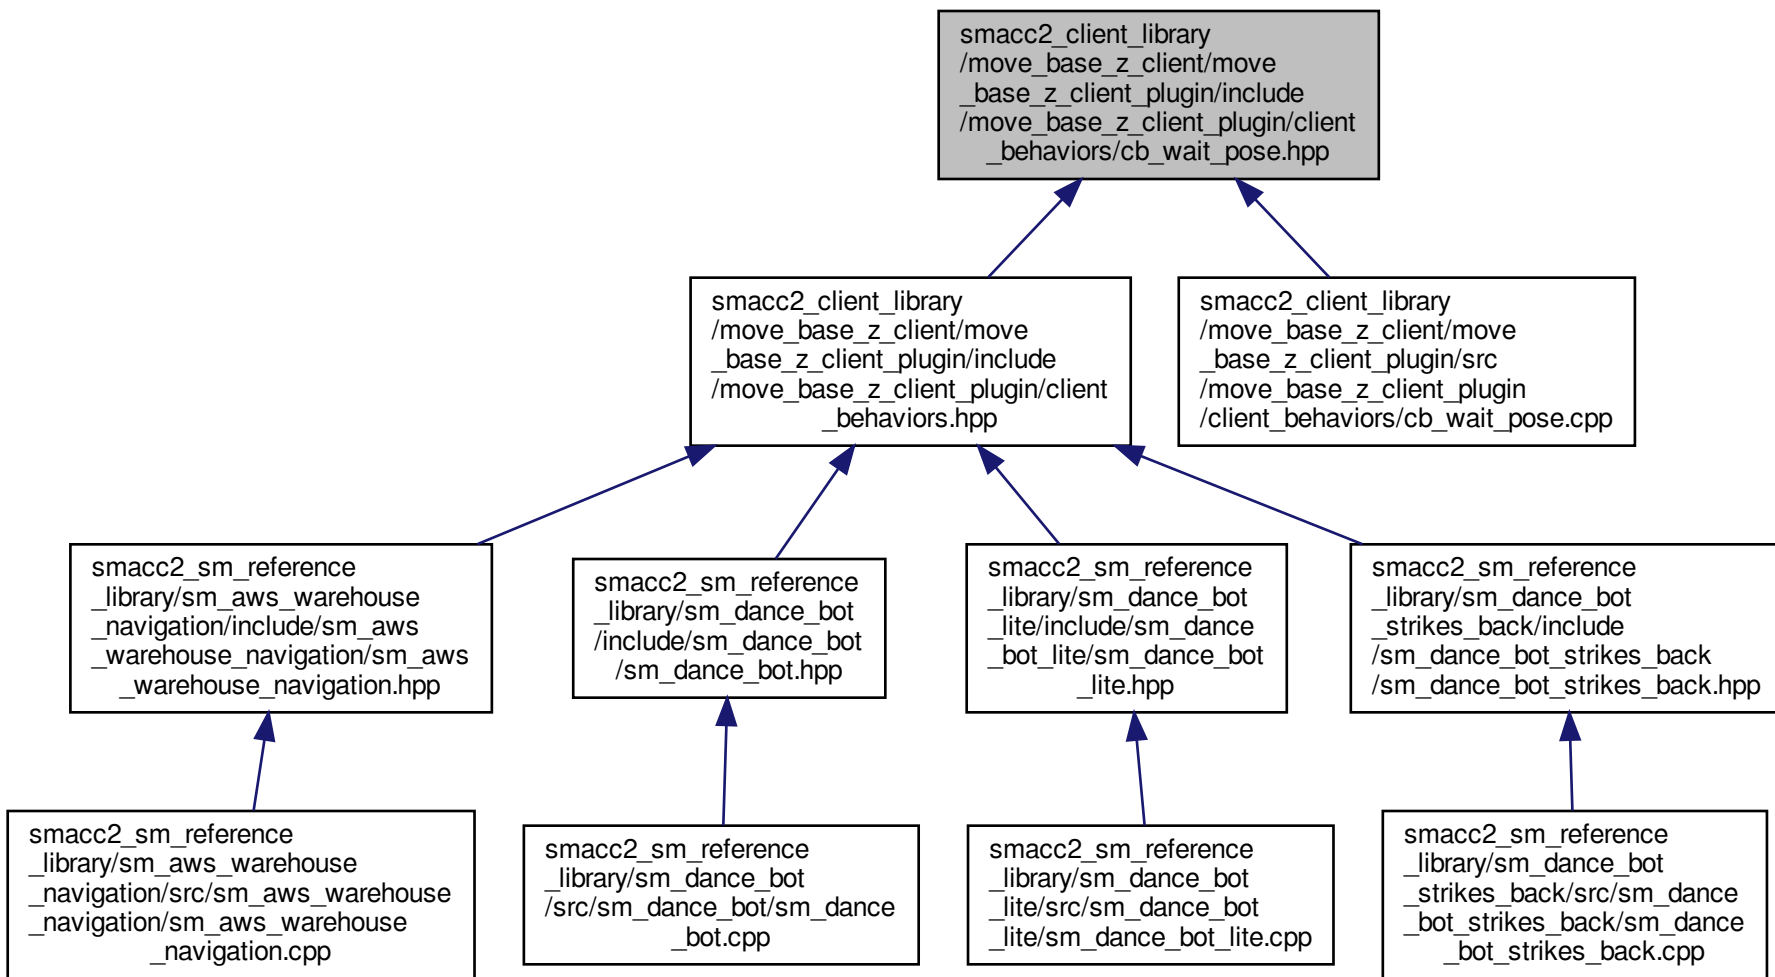 smacc2_client_library
/move_base_z_client/move
_base_z_client_plugin/include
/move_base_z_client_plugin/client
_behaviors/cb_wait_pose.hpp
smacc2_client_library
/move_base_z_client/move
_base_z_client_plugin/include
/move_base_z_client_plugin/client
_behaviors.hpp
smacc2_client_library
/move_base_z_client/move
_base_z_client_plugin/src
/move_base_z_client_plugin
/client_behaviors/cb_wait_pose.cpp
smacc2_sm_reference
_library/sm_aws_warehouse
_navigation/include/sm_aws
_warehouse_navigation/sm_aws
_warehouse_navigation.hpp
smacc2_sm_reference
_library/sm_dance_bot
/include/sm_dance_bot
/sm_dance_bot.hpp
smacc2_sm_reference
_library/sm_dance_bot
_lite/include/sm_dance
_bot_lite/sm_dance_bot
_lite.hpp
smacc2_sm_reference
_library/sm_dance_bot
_strikes_back/include
/sm_dance_bot_strikes_back
/sm_dance_bot_strikes_back.hpp
smacc2_sm_reference
_library/sm_aws_warehouse
_navigation/src/sm_aws_warehouse
_navigation/sm_aws_warehouse
_navigation.cpp
smacc2_sm_reference
_library/sm_dance_bot
/src/sm_dance_bot/sm_dance
_bot.cpp
smacc2_sm_reference
_library/sm_dance_bot
_lite/src/sm_dance_bot
_lite/sm_dance_bot_lite.cpp
smacc2_sm_reference
_library/sm_dance_bot
_strikes_back/src/sm_dance
_bot_strikes_back/sm_dance
_bot_strikes_back.cpp